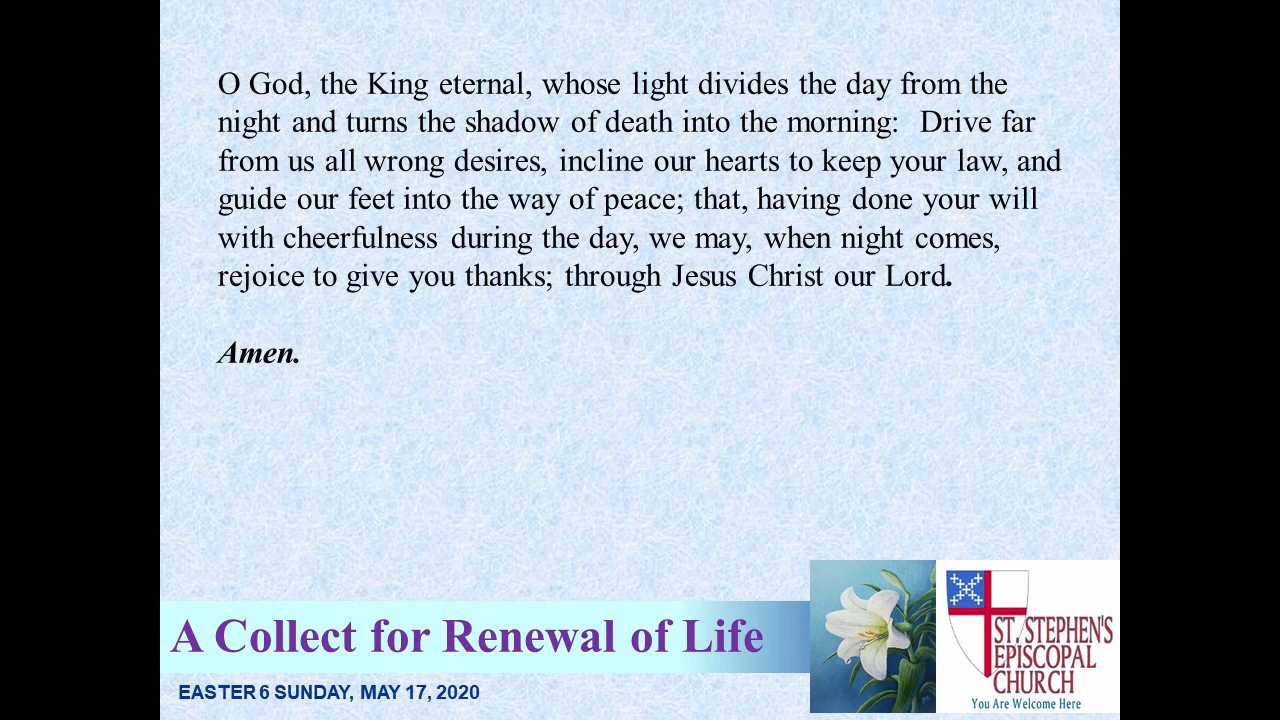 O God, the King eternal, whose light divides the day from the
night and turns the shadow of death into the morning:  Drive far
from us all wrong desires, incline our hearts to keep your law, and
guide our feet into the way of peace; that, having done your will
with cheerfulness during the day, we may, when night comes,
rejoice to give you thanks; through Jesus Christ our Lord.
Amen.
A Collect for Renewal of Life
EASTER 6 SUNDAY, MAY 17, 2020
ST. STEPHEN'S
EPISCOPAL
CHURCH
You Are Welcome Here